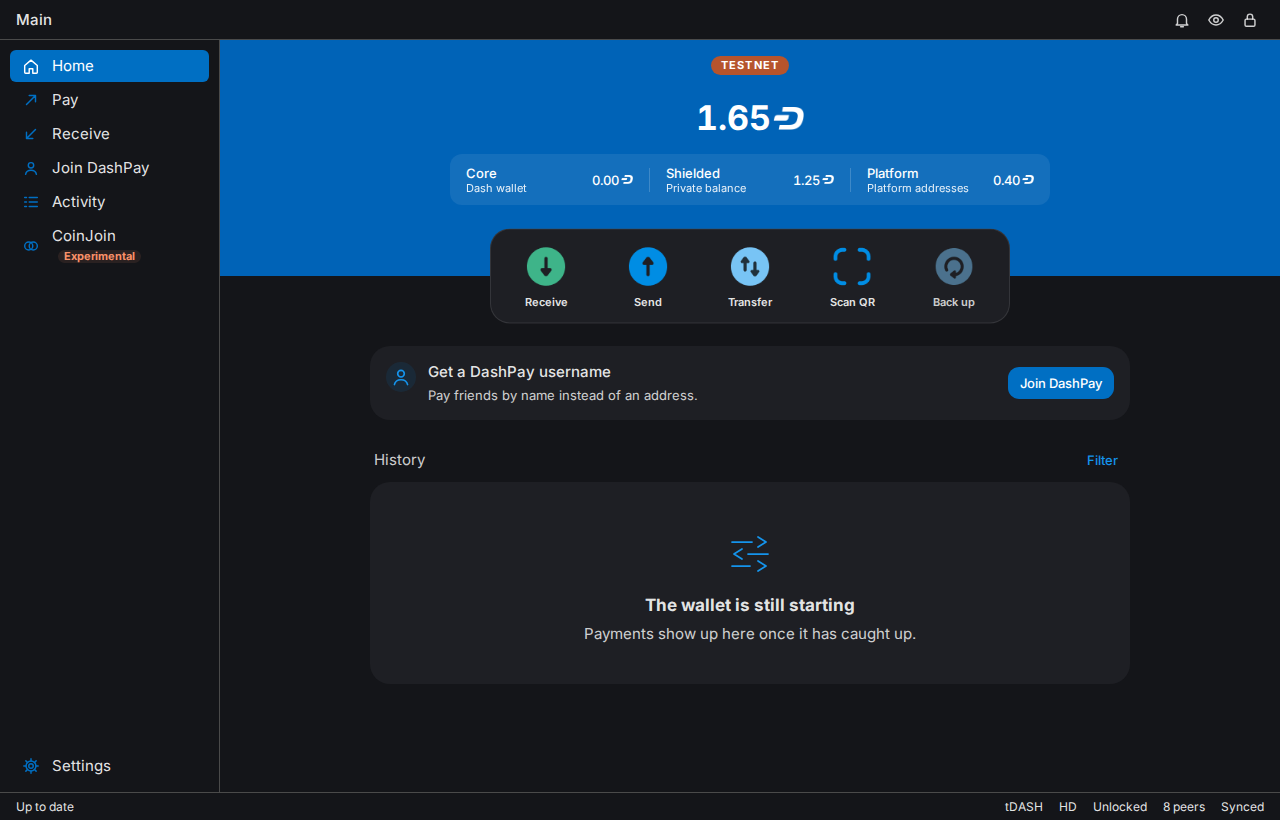 Main
Home
Pay
Receive
Join DashPay
Activity
CoinJoin
Experimental
Settings
TESTNET
1.65
Core
Dash wallet
0.00
Shielded
Private balance
1.25
Platform
Platform addresses
0.40
Receive
Send
Transfer
Scan QR
Back up
Get a DashPay username
Pay friends by name instead of an address.
Join DashPay
History
Filter
The wallet is still starting
Payments show up here once it has caught up.
Up to date
tDASH
HD
Unlocked
8 peers
Synced